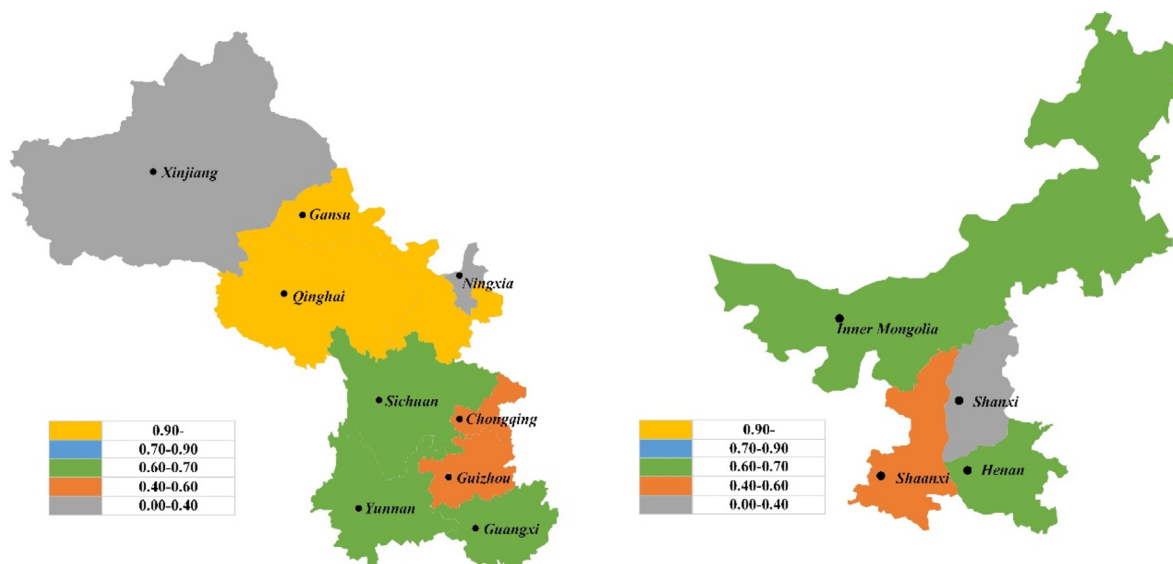 Xinjiang
Gansu
Ningxia
Qinghai
Sichuan
Chongqing
Guizhou
Yunnan
Guangxi
0.90-
0.70-0.90
0.60-0.70
0.40-0.60
0.00-0.40
Inner Mongolia
Shanxi
Henan
Shaanxi
0.90-
0.70-0.90
0.60-0.70
0.40-0.60
0.00-0.40